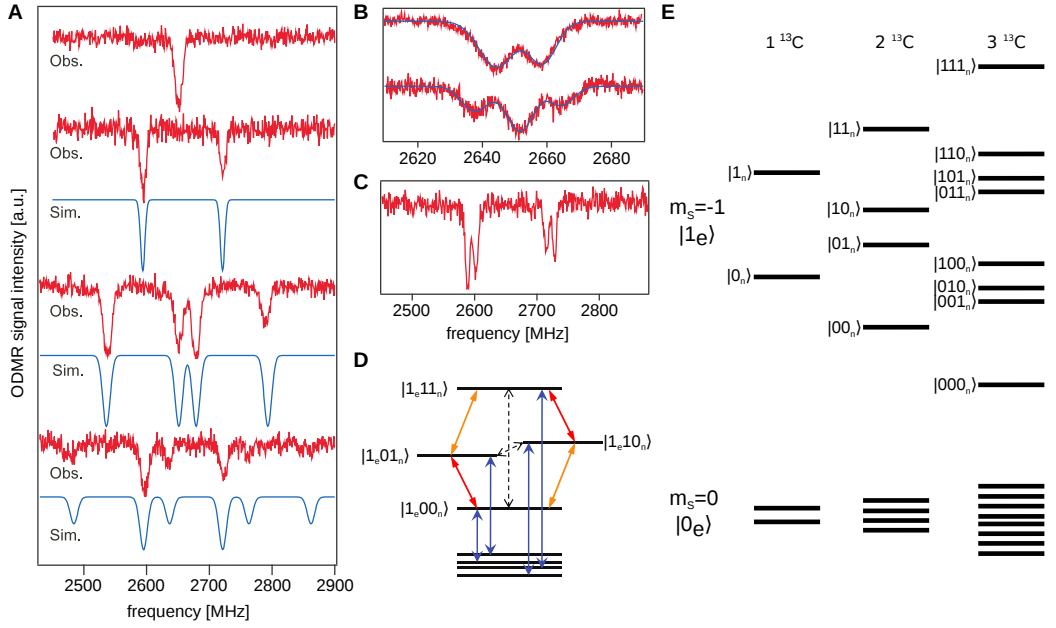 A
ODMR signal intensity [a.u.]
Obs.
Obs.
Sim.
Obs.
Sim.
Obs.
Sim.
2500 2600 2700 2800 2900
frequency [MHz]
B
2620 2640 2660 2680
C
2500 2600 2700 2800
frequency [MHz]
D
|1ₑ11ₙ⟩
|1ₑ10ₙ⟩
|1ₑ01ₙ⟩
|1ₑ00ₙ⟩
E
1 ¹³C 2 ¹³C 3 ¹³C
mₛ=-1
|1ₑ⟩
mₛ=0
|0ₑ⟩
|1ₙ⟩
|0ₙ⟩
|11ₙ⟩
|10ₙ⟩
|01ₙ⟩
|00ₙ⟩
|111ₙ⟩
|110ₙ⟩
|101ₙ⟩
|011ₙ⟩
|100ₙ⟩
|010ₙ⟩
|001ₙ⟩
|000ₙ⟩